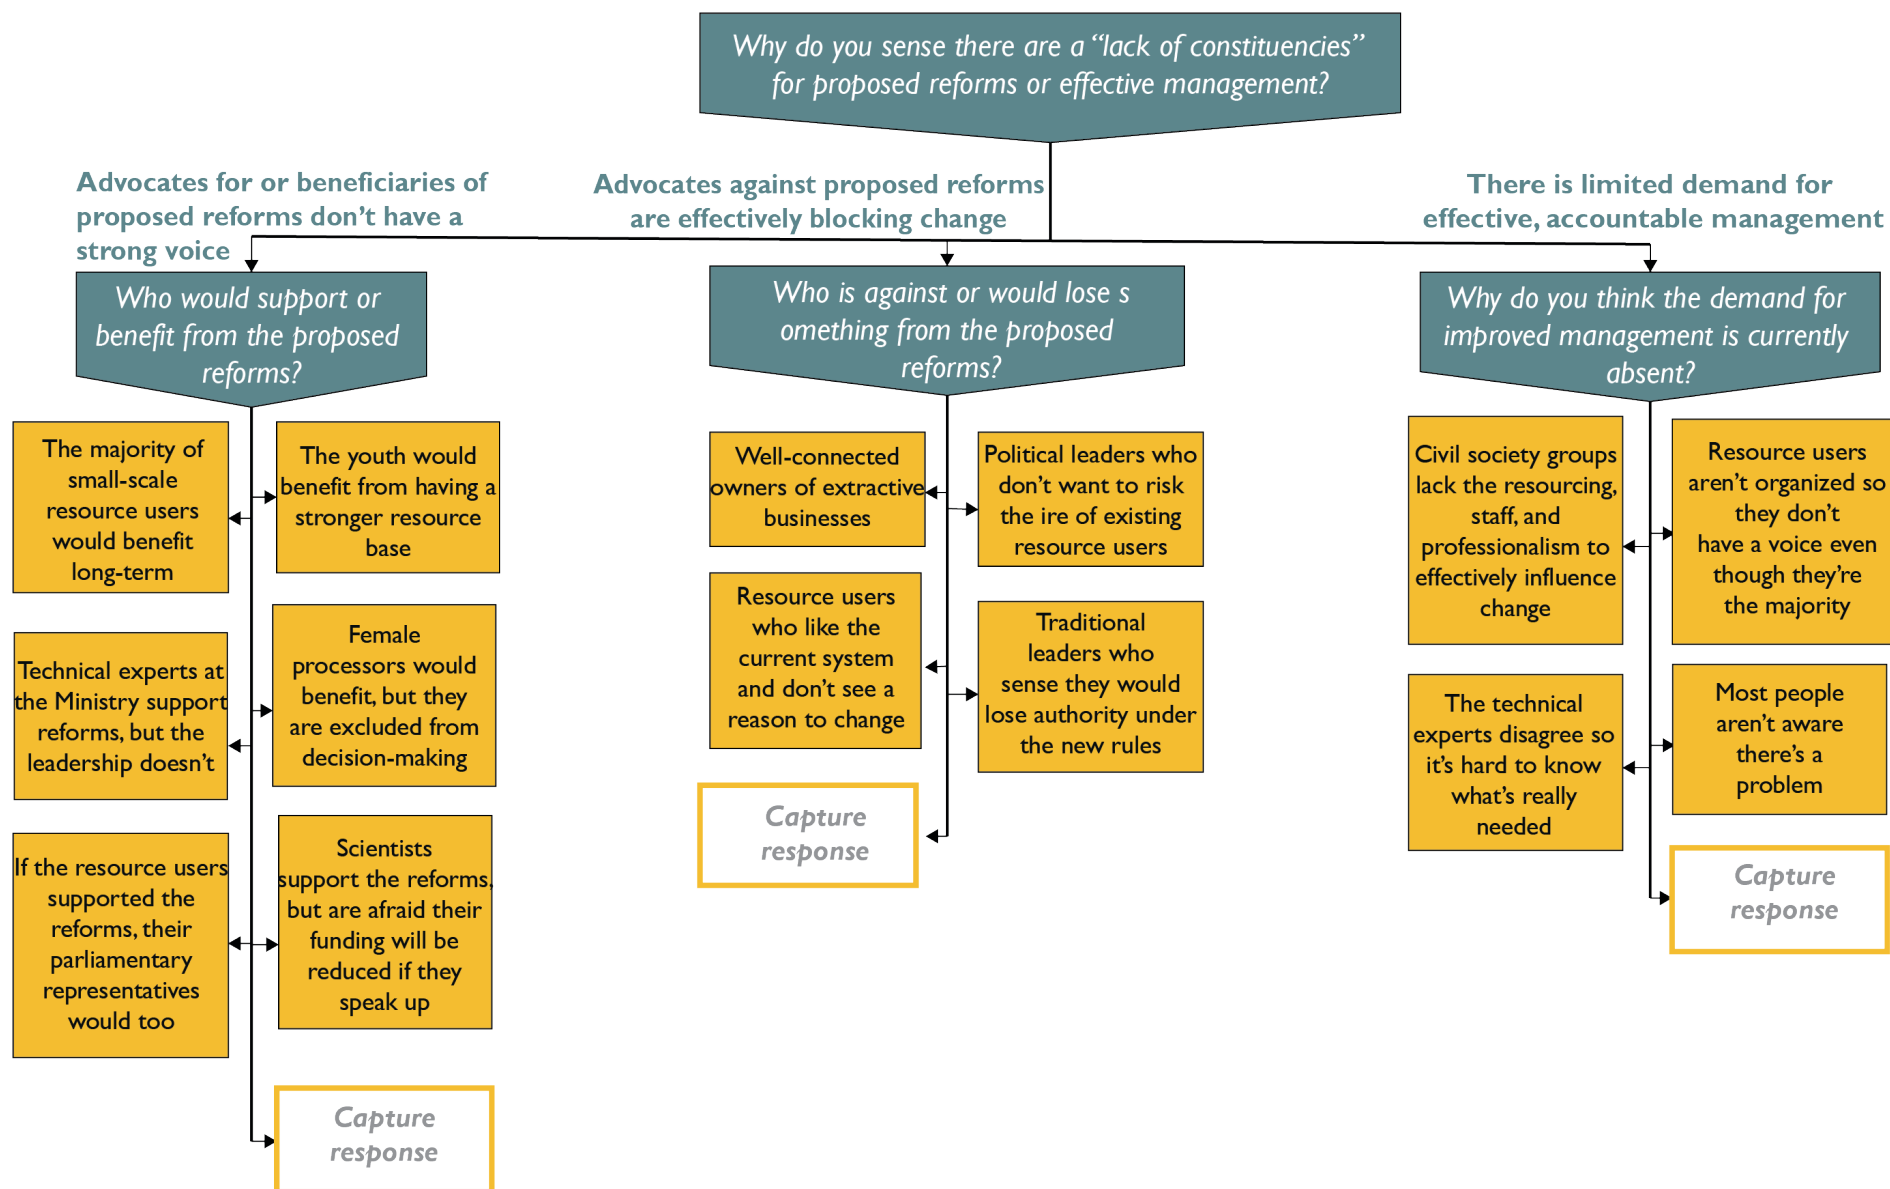 Why do you sense there are a “lack of constituencies”
for proposed reforms or effective management?
Advocates for or beneficiaries of
proposed reforms don’t have a
strong voice
Advocates against proposed reforms
are effectively blocking change
There is limited demand for
effective, accountable management
Who would support or
benefit from the proposed
reforms?
The majority of
small-scale
resource users
would benefit
long-term
The youth would
benefit from having a
stronger resource
base
Technical experts at
the Ministry support
reforms, but the
leadership doesn’t
Female
processors would
benefit, but they
are excluded from
decision-making
If the resource users
supported the
reforms, their
parliamentary
representatives
would too
Scientists
support the reforms,
but are afraid their
funding will be
reduced if they
speak up
Capture
response
Who is against or would lose s
omething from the proposed
reforms?
Well-connected
owners of extractive
businesses
Political leaders who
don’t want to risk
the ire of existing
resource users
Resource users
who like the
current system
and don’t see a
reason to change
Traditional
leaders who
sense they would
lose authority under
the new rules
Capture
response
Why do you think the demand for
improved management is currently
absent?
Civil society groups
lack the resourcing,
staff, and
professionalism to
effectively influence
change
Resource users
aren’t organized so
they don’t
have a voice even
though they’re
the majority
The technical
experts disagree so
it’s hard to know
what’s really
needed
Most people
aren’t aware
there’s a
problem
Capture
response